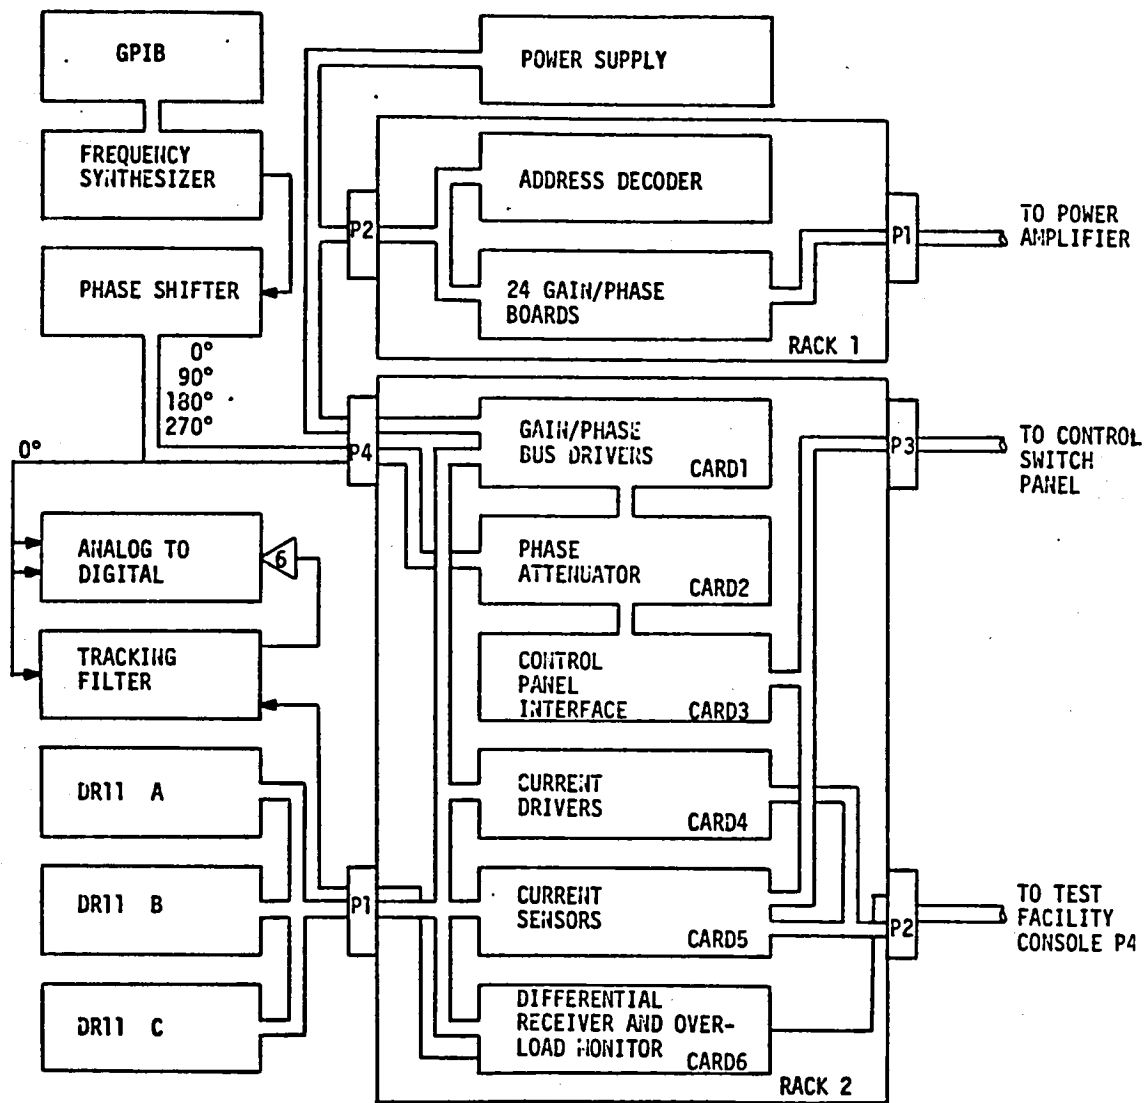 GPIB
POWER SUPPLY
FREQUENCY
SYNTHESIZER
ADDRESS DECODER
P2
P1
TO POWER
AMPLIFIER
PHASE SHIFTER
24 GAIN/PHASE
BOARDS
RACK 1
0°
90°
180°
270°
0°
P4
GAIN/PHASE
BUS DRIVERS
CARD1
P3
TO CONTROL
SWITCH
PANEL
ANALOG TO
DIGITAL
6
PHASE
ATTENUATOR
CARD2
TRACKING
FILTER
CONTROL
PANEL
INTERFACE
CARD3
DR11 A
CURRENT
DRIVERS
CARD4
DR11 B
P1
CURRENT
SENSORS
CARD5
P2
TO TEST
FACILITY
CONSOLE P4
DR11 C
DIFFERENTIAL
RECEIVER AND OVER-
LOAD MONITOR
CARD6
RACK 2